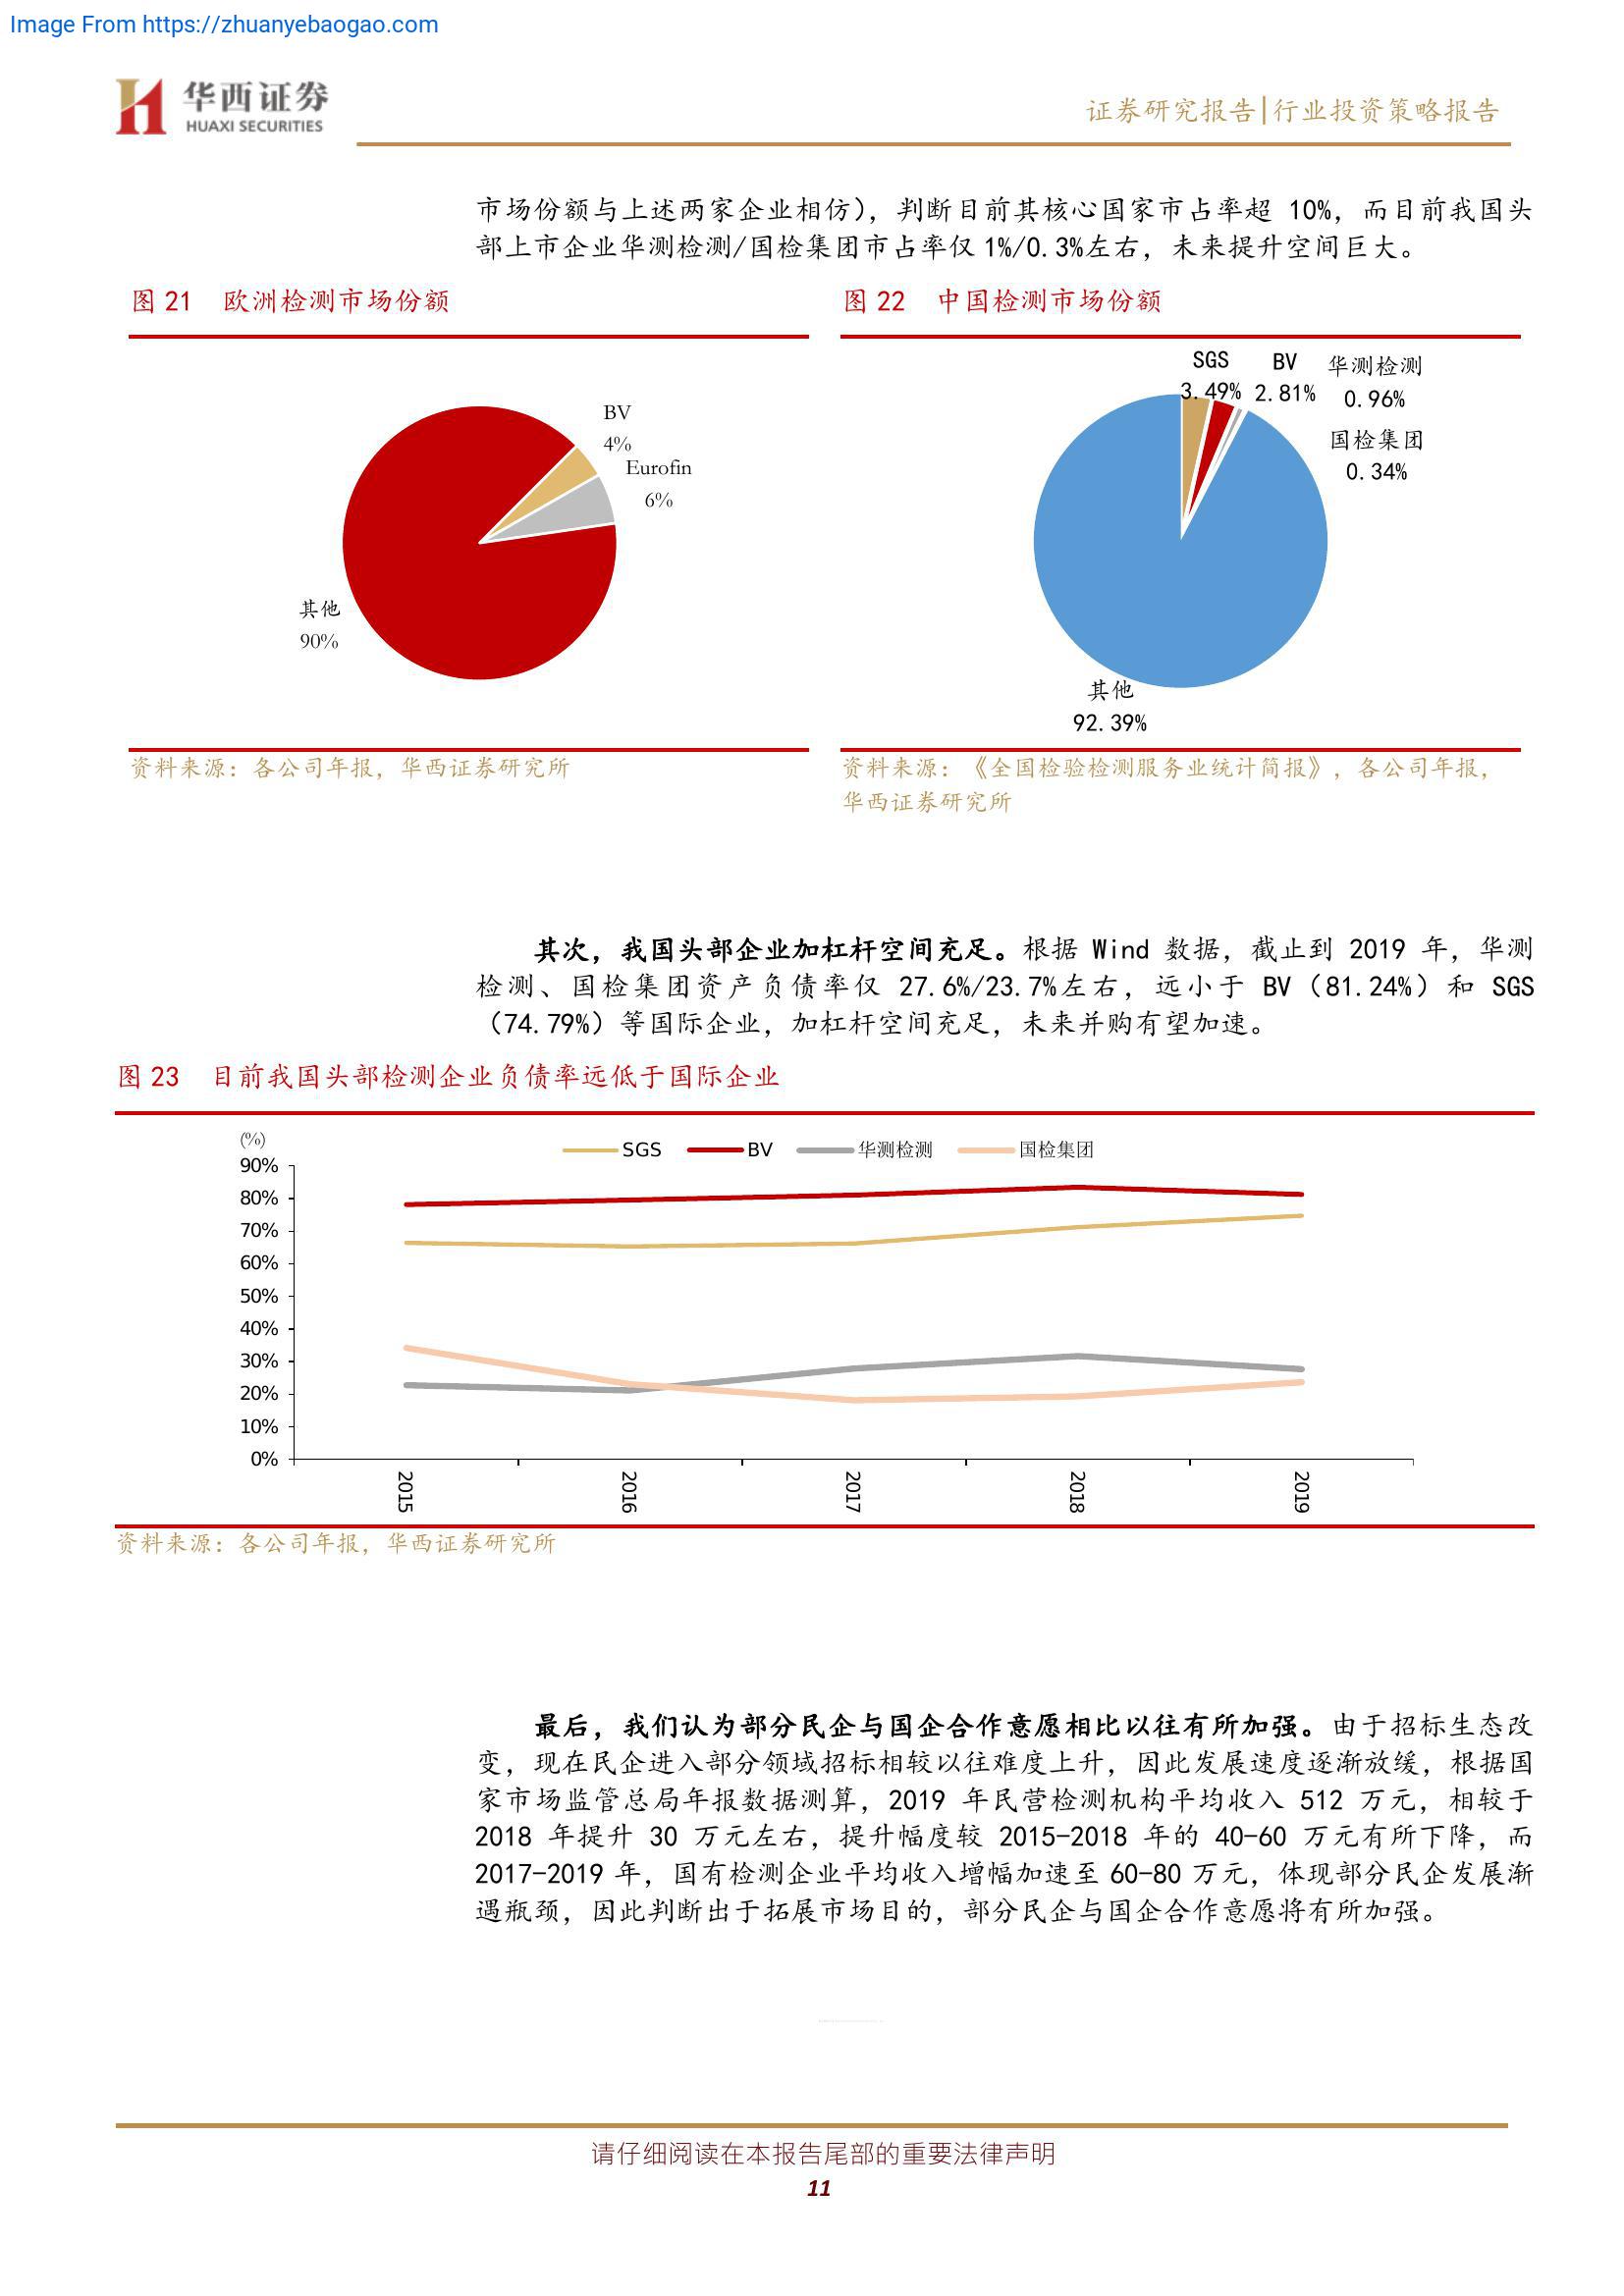 Image From https://zhuanyebaogao.com
华西证券
HUAXI SECURITIES
证券研究报告|行业投资策略报告
市场份额与上述两家企业相仿），判断目前其核心国家市占率超 10%，而目前我国头
部上市企业华测检测/国检集团市占率仅 1%/0.3%左右，未来提升空间巨大。
图 21 欧洲检测市场份额
BV
4%
Eurofin
6%
其他
90%
资料来源：各公司年报，华西证券研究所
图 22 中国检测市场份额
SGS
3.49%
BV
2.81%
华测检测
0.96%
国检集团
0.34%
其他
92.39%
资料来源：《全国检验检测服务业统计简报》，各公司年报，
华西证券研究所
其次，我国头部企业加杠杆空间充足。根据 Wind 数据，截止到 2019 年，华测
检测、国检集团资产负债率仅 27.6%/23.7%左右，远小于 BV（81.24%）和 SGS
（74.79%）等国际企业，加杠杆空间充足，未来并购有望加速。
图 23 目前我国头部检测企业负债率远低于国际企业
(%)
SGS BV 华测检测 国检集团
90%
80%
70%
60%
50%
40%
30%
20%
10%
0%
2015 2016 2017 2018 2019
资料来源：各公司年报，华西证券研究所
最后，我们认为部分民企与国企合作意愿相比以往有所加强。由于招标生态改
变，现在民企进入部分领域招标相较以往难度上升，因此发展速度逐渐放缓，根据国
家市场监管总局年报数据测算，2019 年民营检测机构平均收入 512 万元，相较于
2018 年提升 30 万元左右，提升幅度较 2015-2018 年的 40-60 万元有所下降，而
2017-2019 年，国有检测企业平均收入增幅加速至 60-80 万元，体现部分民企发展渐
遇瓶颈，因此判断出于拓展市场目的，部分民企与国企合作意愿将有所加强。
请仔细阅读在本报告尾部的重要法律声明
11